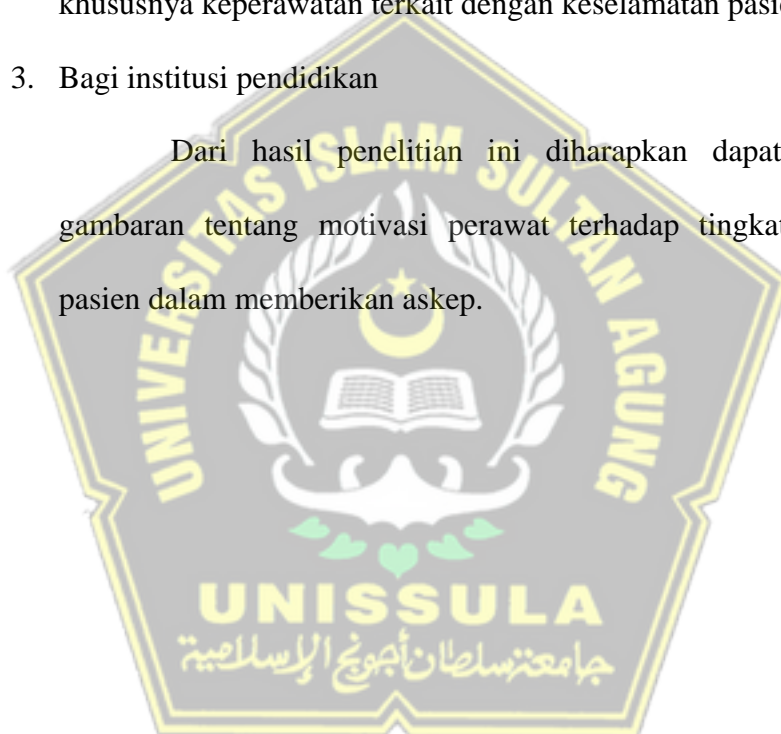 khususnya keperawatan terkait dengan keselamatan pasie
3. Bagi institusi pendidikan
Dari hasil penelitian ini diharapkan dapat
gambaran tentang motivasi perawat terhadap tingkat
pasien dalam memberikan askep.
UNIVERSITAS ISLAM SULTAN AGUNG
UNISSULA
جامعة سلطان أجونج الإسلامية